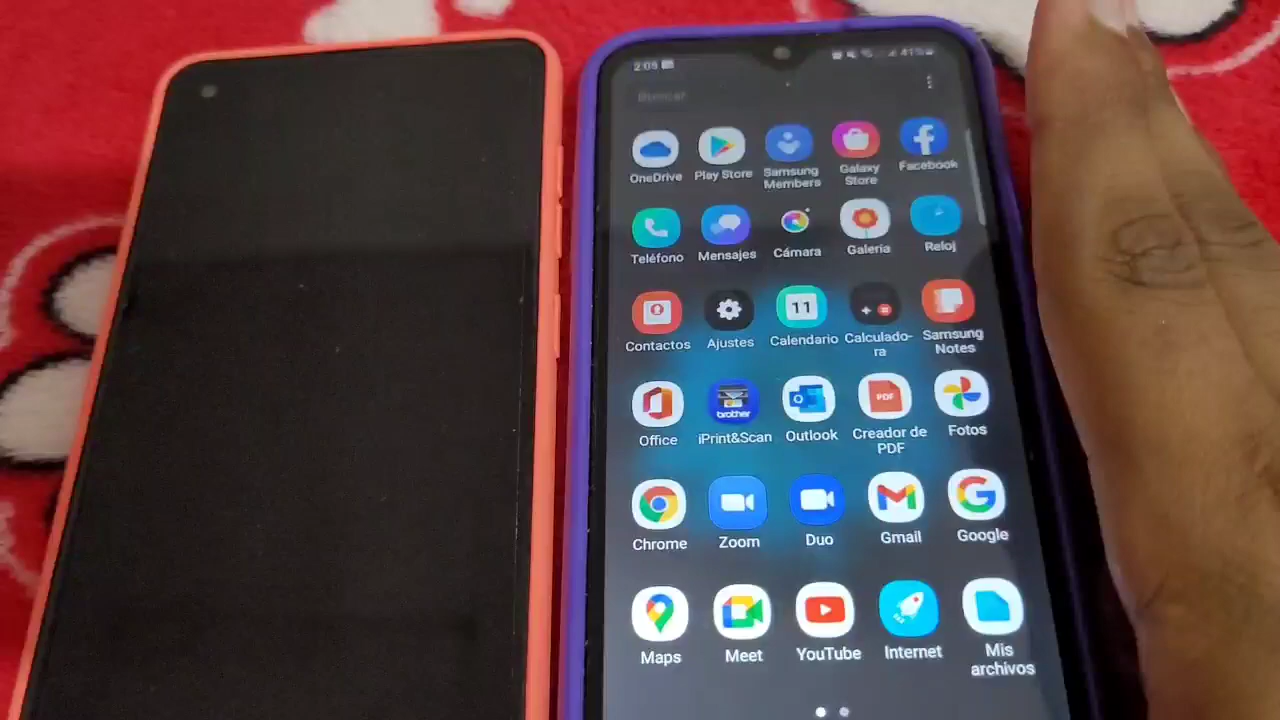 2:05
41%
Buscar
OneDrive
Play Store
Samsung
Members
Galaxy
Store
Facebook
Teléfono
Mensajes
Cámara
Galería
Reloj
11
Contactos
Ajustes
Calendario
Calculado-
ra
Samsung
Notes
brother
PDF
Office
iPrint&Scan
Outlook
Creador de
PDF
Fotos
Chrome
Zoom
Duo
Gmail
Google
Maps
Meet
YouTube
Internet
Mis
archivos